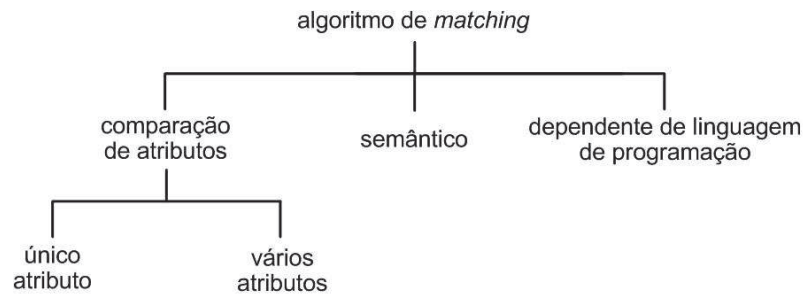 algoritmo de matching
comparação
de atributos
semântico
dependente de linguagem
de programação
único
atributo
vários
atributos